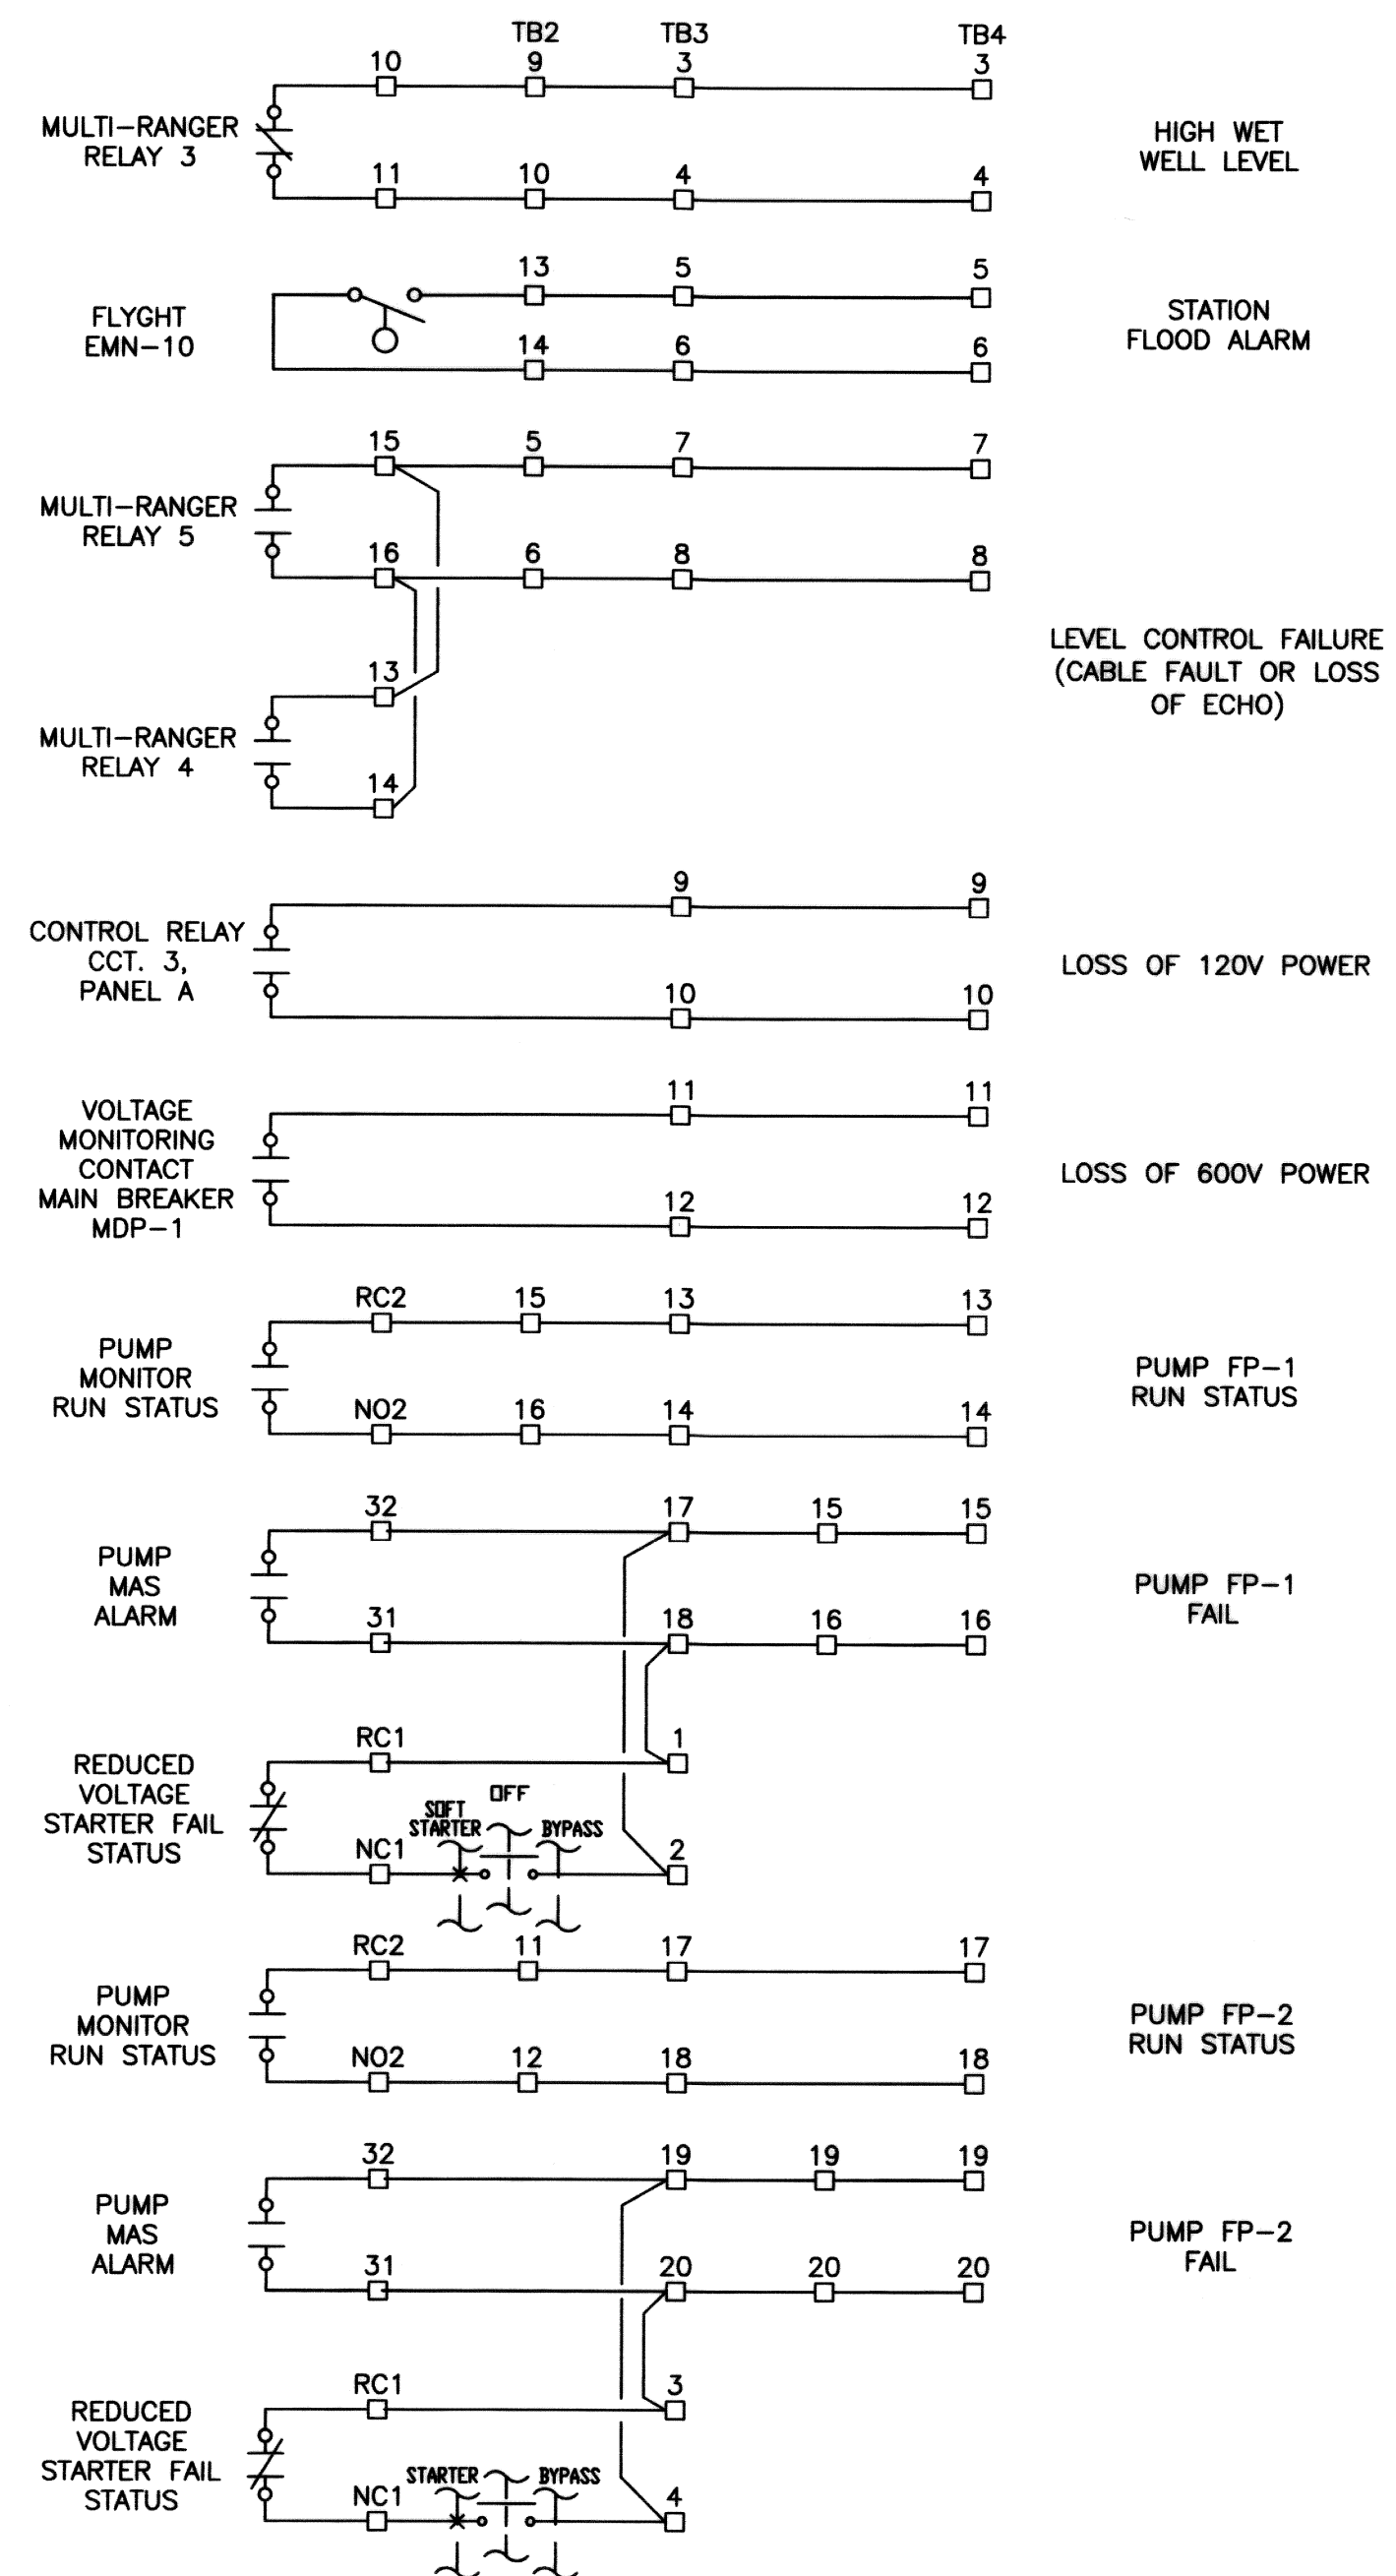 TB2 TB3 TB4
10 9 3 3
MULTI-RANGER
RELAY 3
HIGH WET
WELL LEVEL
11 10 4 4
13 5 5
FLYGHT
EMN-10
STATION
FLOOD ALARM
14 6 6
15 5 7 7
MULTI-RANGER
RELAY 5
16 6 8 8
LEVEL CONTROL FAILURE
(CABLE FAULT OR LOSS
OF ECHO)
13
MULTI-RANGER
RELAY 4
14
9 9
CONTROL RELAY
CCT. 3,
PANEL A
LOSS OF 120V POWER
10 10
11 11
VOLTAGE
MONITORING
CONTACT
MAIN BREAKER
MDP-1
LOSS OF 600V POWER
12 12
RC2 15 13 13
PUMP
MONITOR
RUN STATUS
PUMP FP-1
RUN STATUS
NO2 16 14 14
32 17 15 15
PUMP
MAS
ALARM
PUMP FP-1
FAIL
31 18 16 16
RC1 1
REDUCED
VOLTAGE
STARTER FAIL
STATUS
OFF
SOFT
STARTER BYPASS
NC1 2
RC2 11 17 17
PUMP
MONITOR
RUN STATUS
PUMP FP-2
RUN STATUS
NO2 12 18 18
32 19 19 19
PUMP
MAS
ALARM
PUMP FP-2
FAIL
31 20 20 20
RC1 3
REDUCED
VOLTAGE
STARTER FAIL
STATUS
STARTER BYPASS
NC1 4